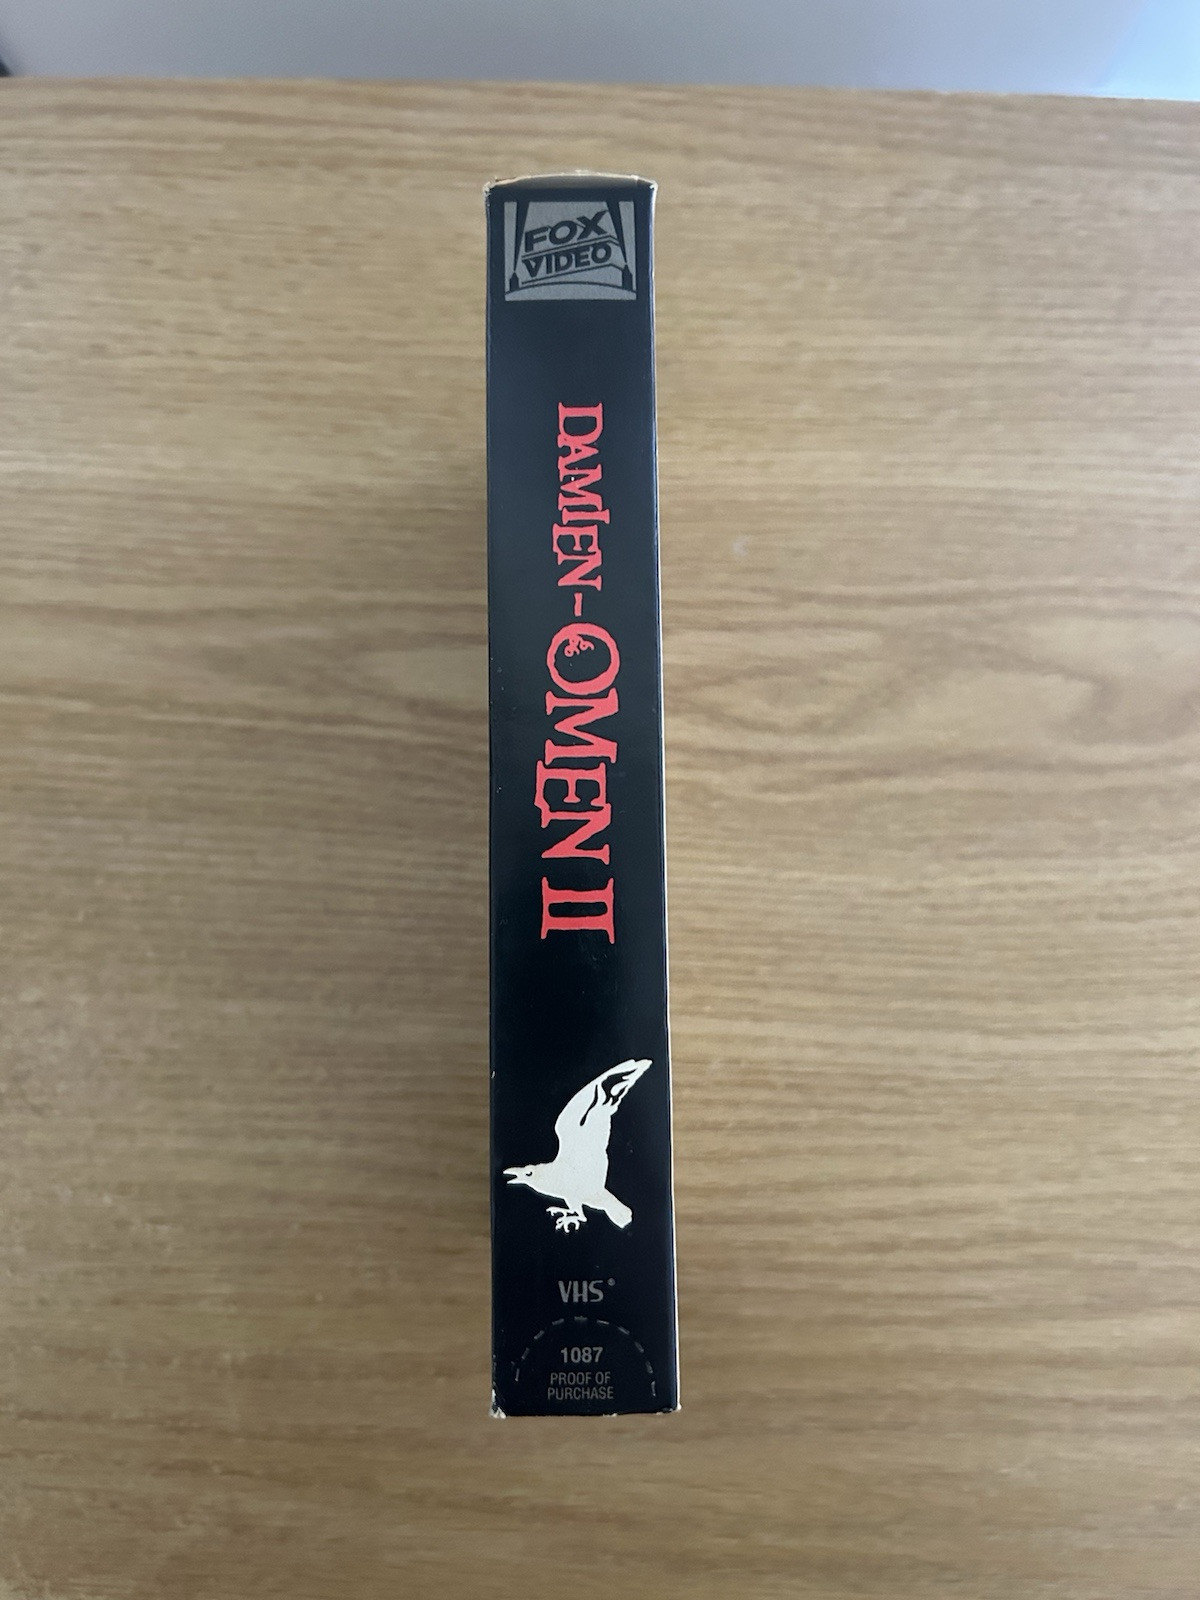 FOX
VIDEO
DAMIEN-OMEN II
VHS®
1087
PROOF OF
PURCHASE